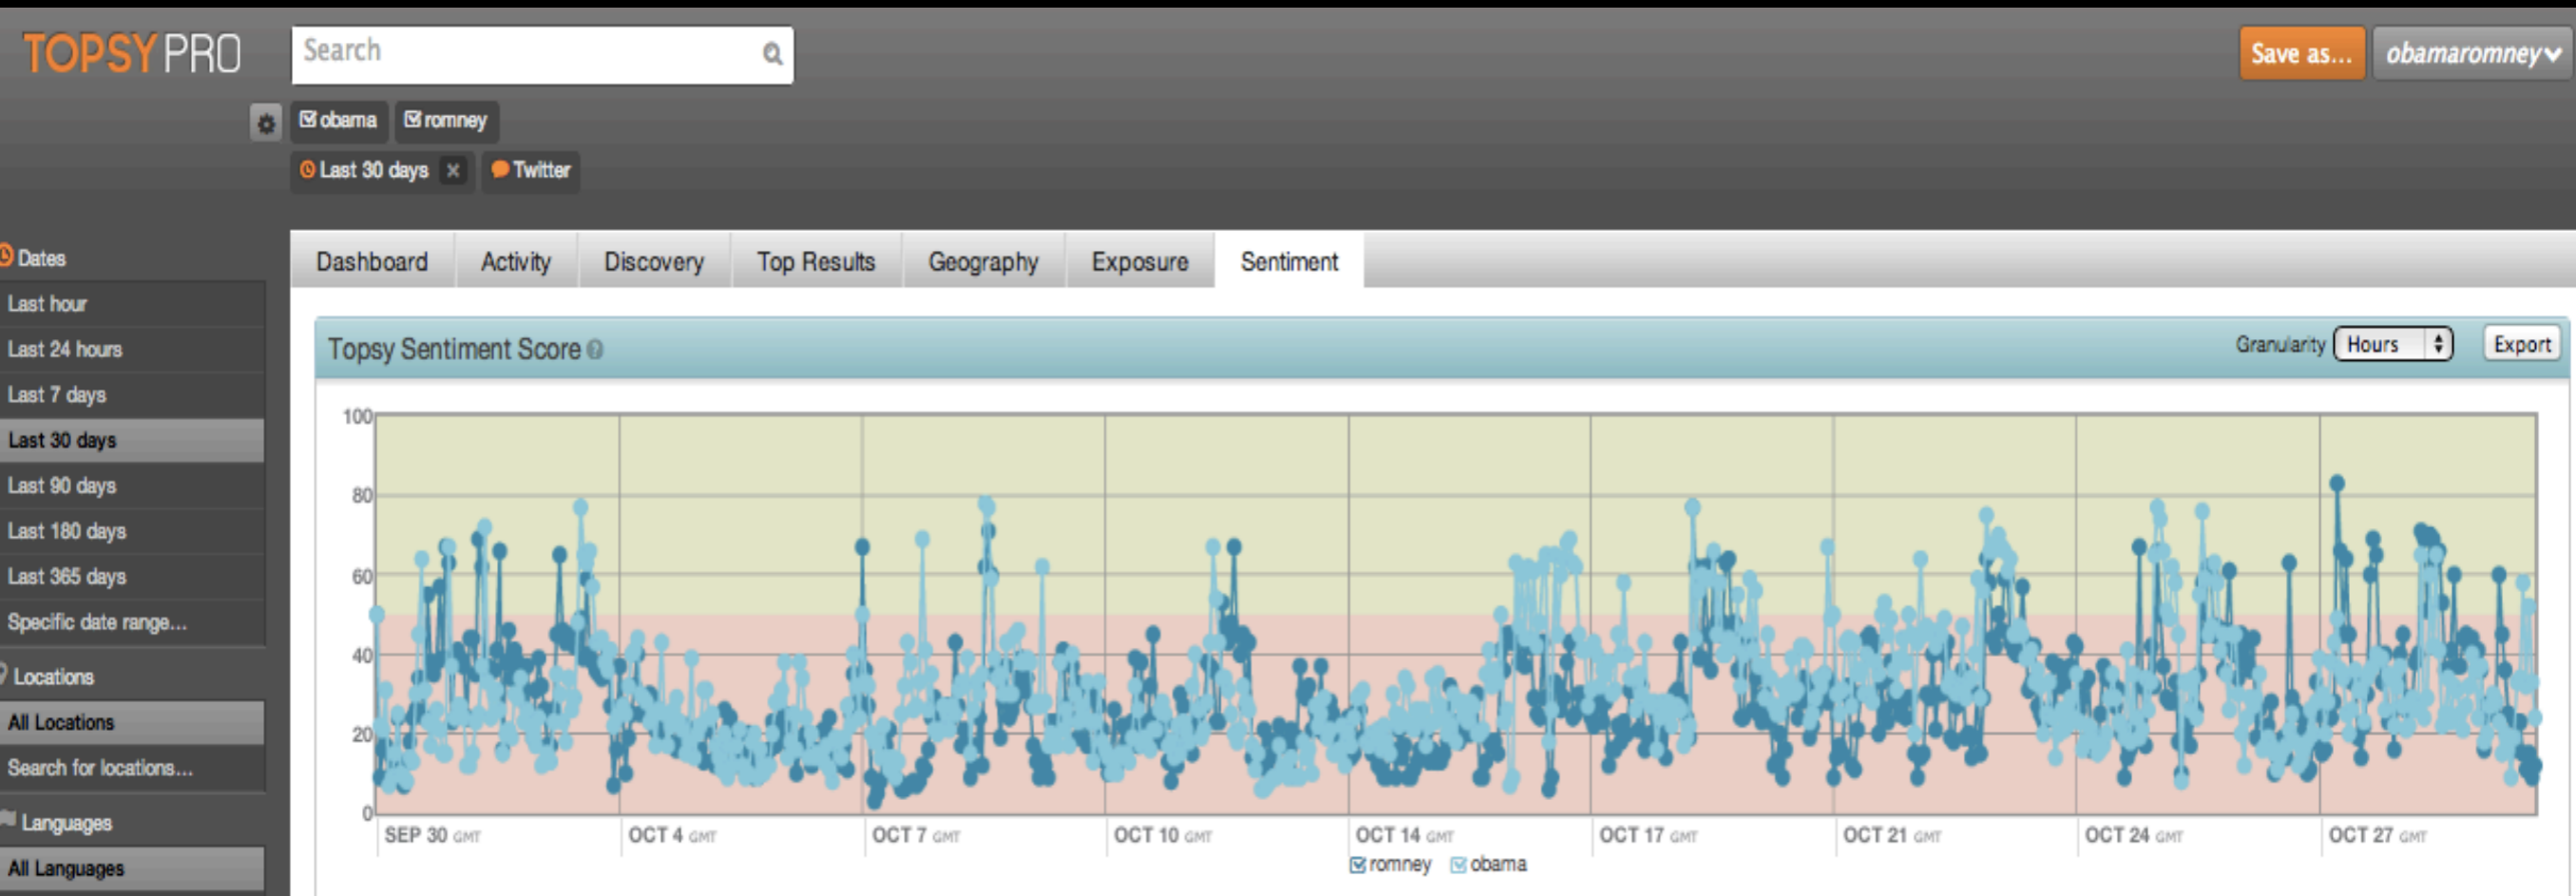 TOPSY PRO
Search
Save as...
obamaromney
obama
romney
Last 30 days
Twitter
Dates
Last hour
Last 24 hours
Last 7 days
Last 30 days
Last 90 days
Last 180 days
Last 365 days
Specific date range...
Locations
All Locations
Search for locations...
Languages
All Languages
Dashboard Activity Discovery Top Results Geography Exposure Sentiment
Topsy Sentiment Score
Granularity Hours Export
100
80
60
40
20
0
SEP 30 GMT OCT 4 GMT OCT 7 GMT OCT 10 GMT OCT 14 GMT OCT 17 GMT OCT 21 GMT OCT 24 GMT OCT 27 GMT
romney obama